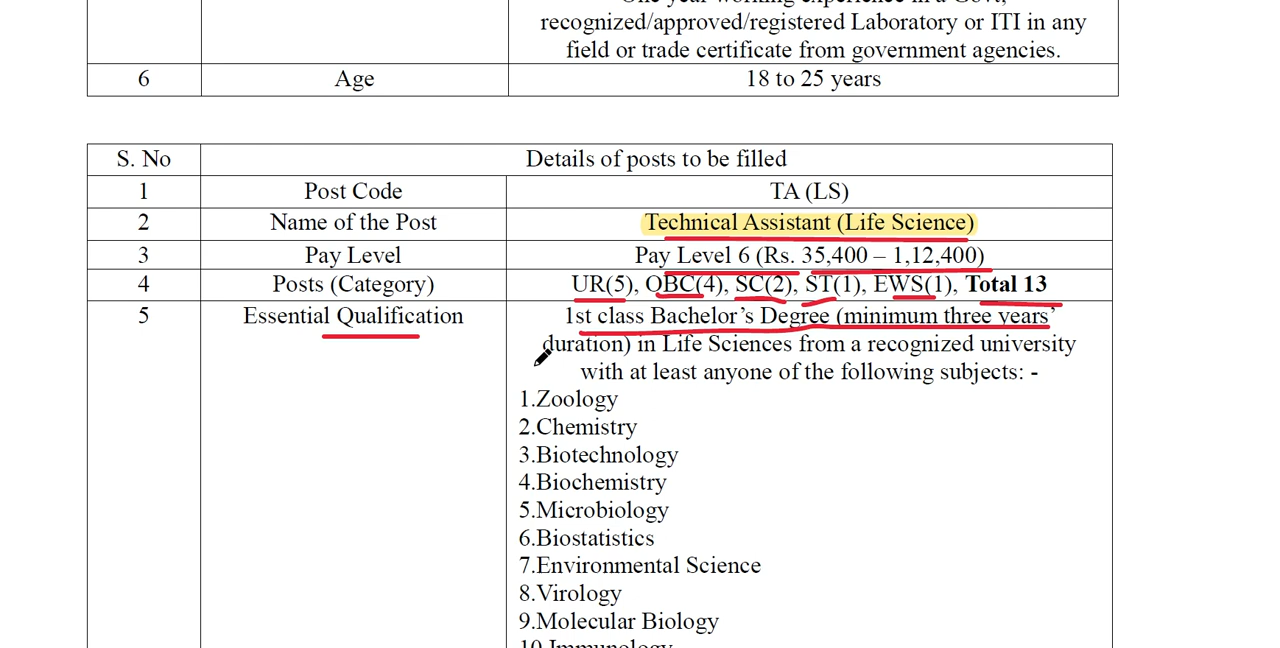 recognized/approved/registered Laboratory or ITI in any
field or trade certificate from government agencies.
6 Age 18 to 25 years
S. No Details of posts to be filled
1 Post Code TA (LS)
2 Name of the Post Technical Assistant (Life Science)
3 Pay Level Pay Level 6 (Rs. 35,400 – 1,12,400)
4 Posts (Category) UR(5), OBC(4), SC(2), ST(1), EWS(1), Total 13
5 Essential Qualification 1st class Bachelor’s Degree (minimum three years’
duration) in Life Sciences from a recognized university
with at least anyone of the following subjects: -
1.Zoology
2.Chemistry
3.Biotechnology
4.Biochemistry
5.Microbiology
6.Biostatistics
7.Environmental Science
8.Virology
9.Molecular Biology